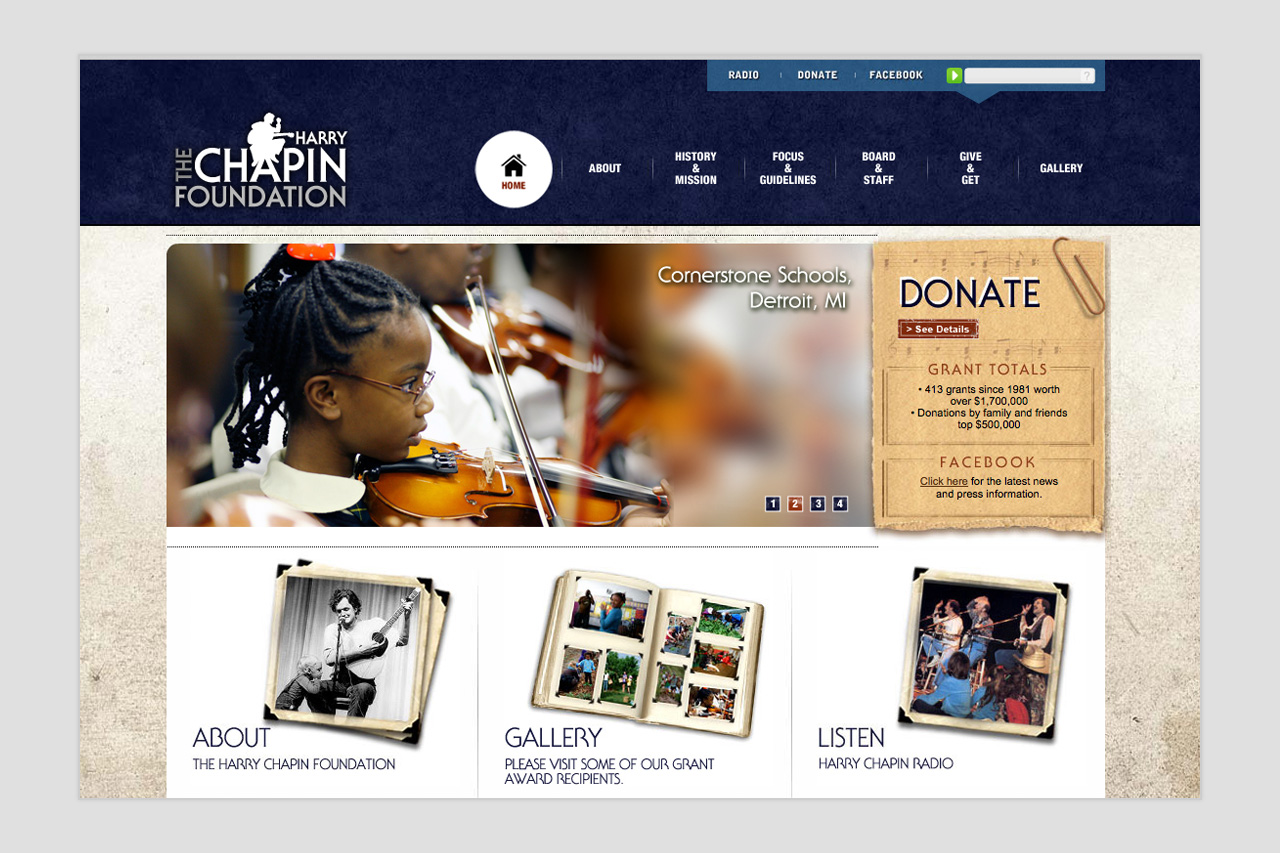 RADIO
DONATE
FACEBOOK
?
THE
HARRY
CHAPIN
FOUNDATION
HOME
ABOUT
HISTORY
&
MISSION
FOCUS
&
GUIDELINES
BOARD
&
STAFF
GIVE
&
GET
GALLERY
Cornerstone Schools,
Detroit, MI
1 2 3 4
DONATE
> See Details
GRANT TOTALS
• 413 grants since 1981 worth
over $1,700,000
• Donations by family and friends
top $500,000
FACEBOOK
Click here for the latest news
and press information.
ABOUT
THE HARRY CHAPIN FOUNDATION
GALLERY
PLEASE VISIT SOME OF OUR GRANT
AWARD RECIPIENTS.
LISTEN
HARRY CHAPIN RADIO